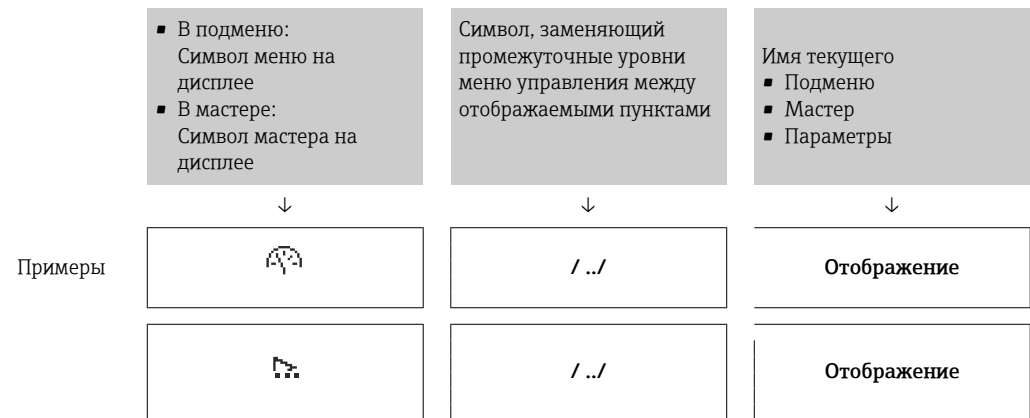 ▪ В подменю:
Символ меню на
дисплее
▪ В мастере:
Символ мастера на
дисплее
Символ, заменяющий
промежуточные уровни
меню управления между
отображаемыми пунктами
Имя текущего
▪ Подменю
▪ Мастер
▪ Параметры
↓ ↓ ↓
Примеры / ../ Отображение
/ ../ Отображение